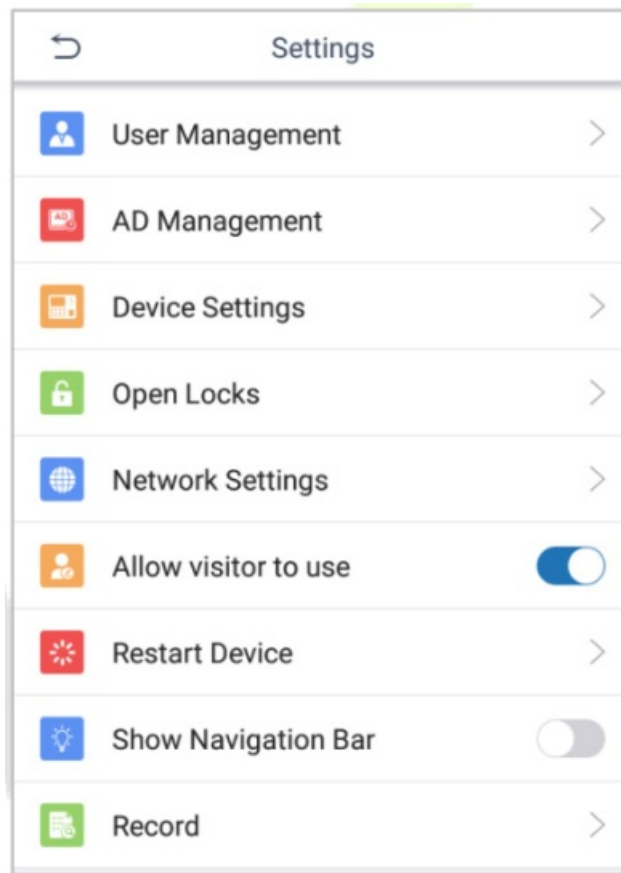 Settings
User Management
AD
AD Management
Device Settings
Open Locks
Network Settings
Allow visitor to use
Restart Device
Show Navigation Bar
Record